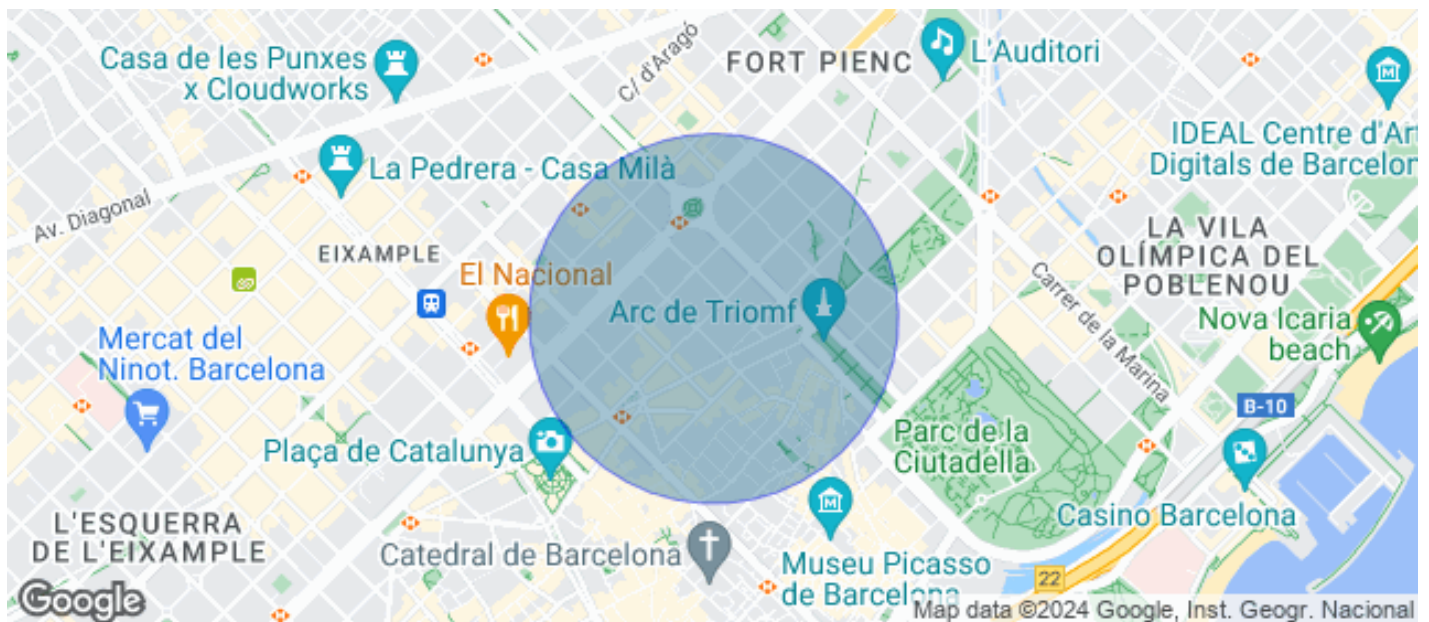 Casa de les Punxes
x Cloudworks
C/ d'Aragó
FORT PIENC
L'Auditori
La Pedrera - Casa Milà
IDEAL Centre d'Art
Digitals de Barcelon
Av. Diagonal
EIXAMPLE
LA VILA
OLÍMPICA DEL
POBLENOU
El Nacional
Arc de Triomf
Carrer de la Marina
Nova Icaria
beach
Mercat del
Ninot. Barcelona
B-10
Plaça de Catalunya
Parc de la
Ciutadella
L'ESQUERRA
DE L'EIXAMPLE
Casino Barcelona
Catedral de Barcelona
Museu Picasso
de Barcelona
22
Google
Map data ©2024 Google, Inst. Geogr. Nacional